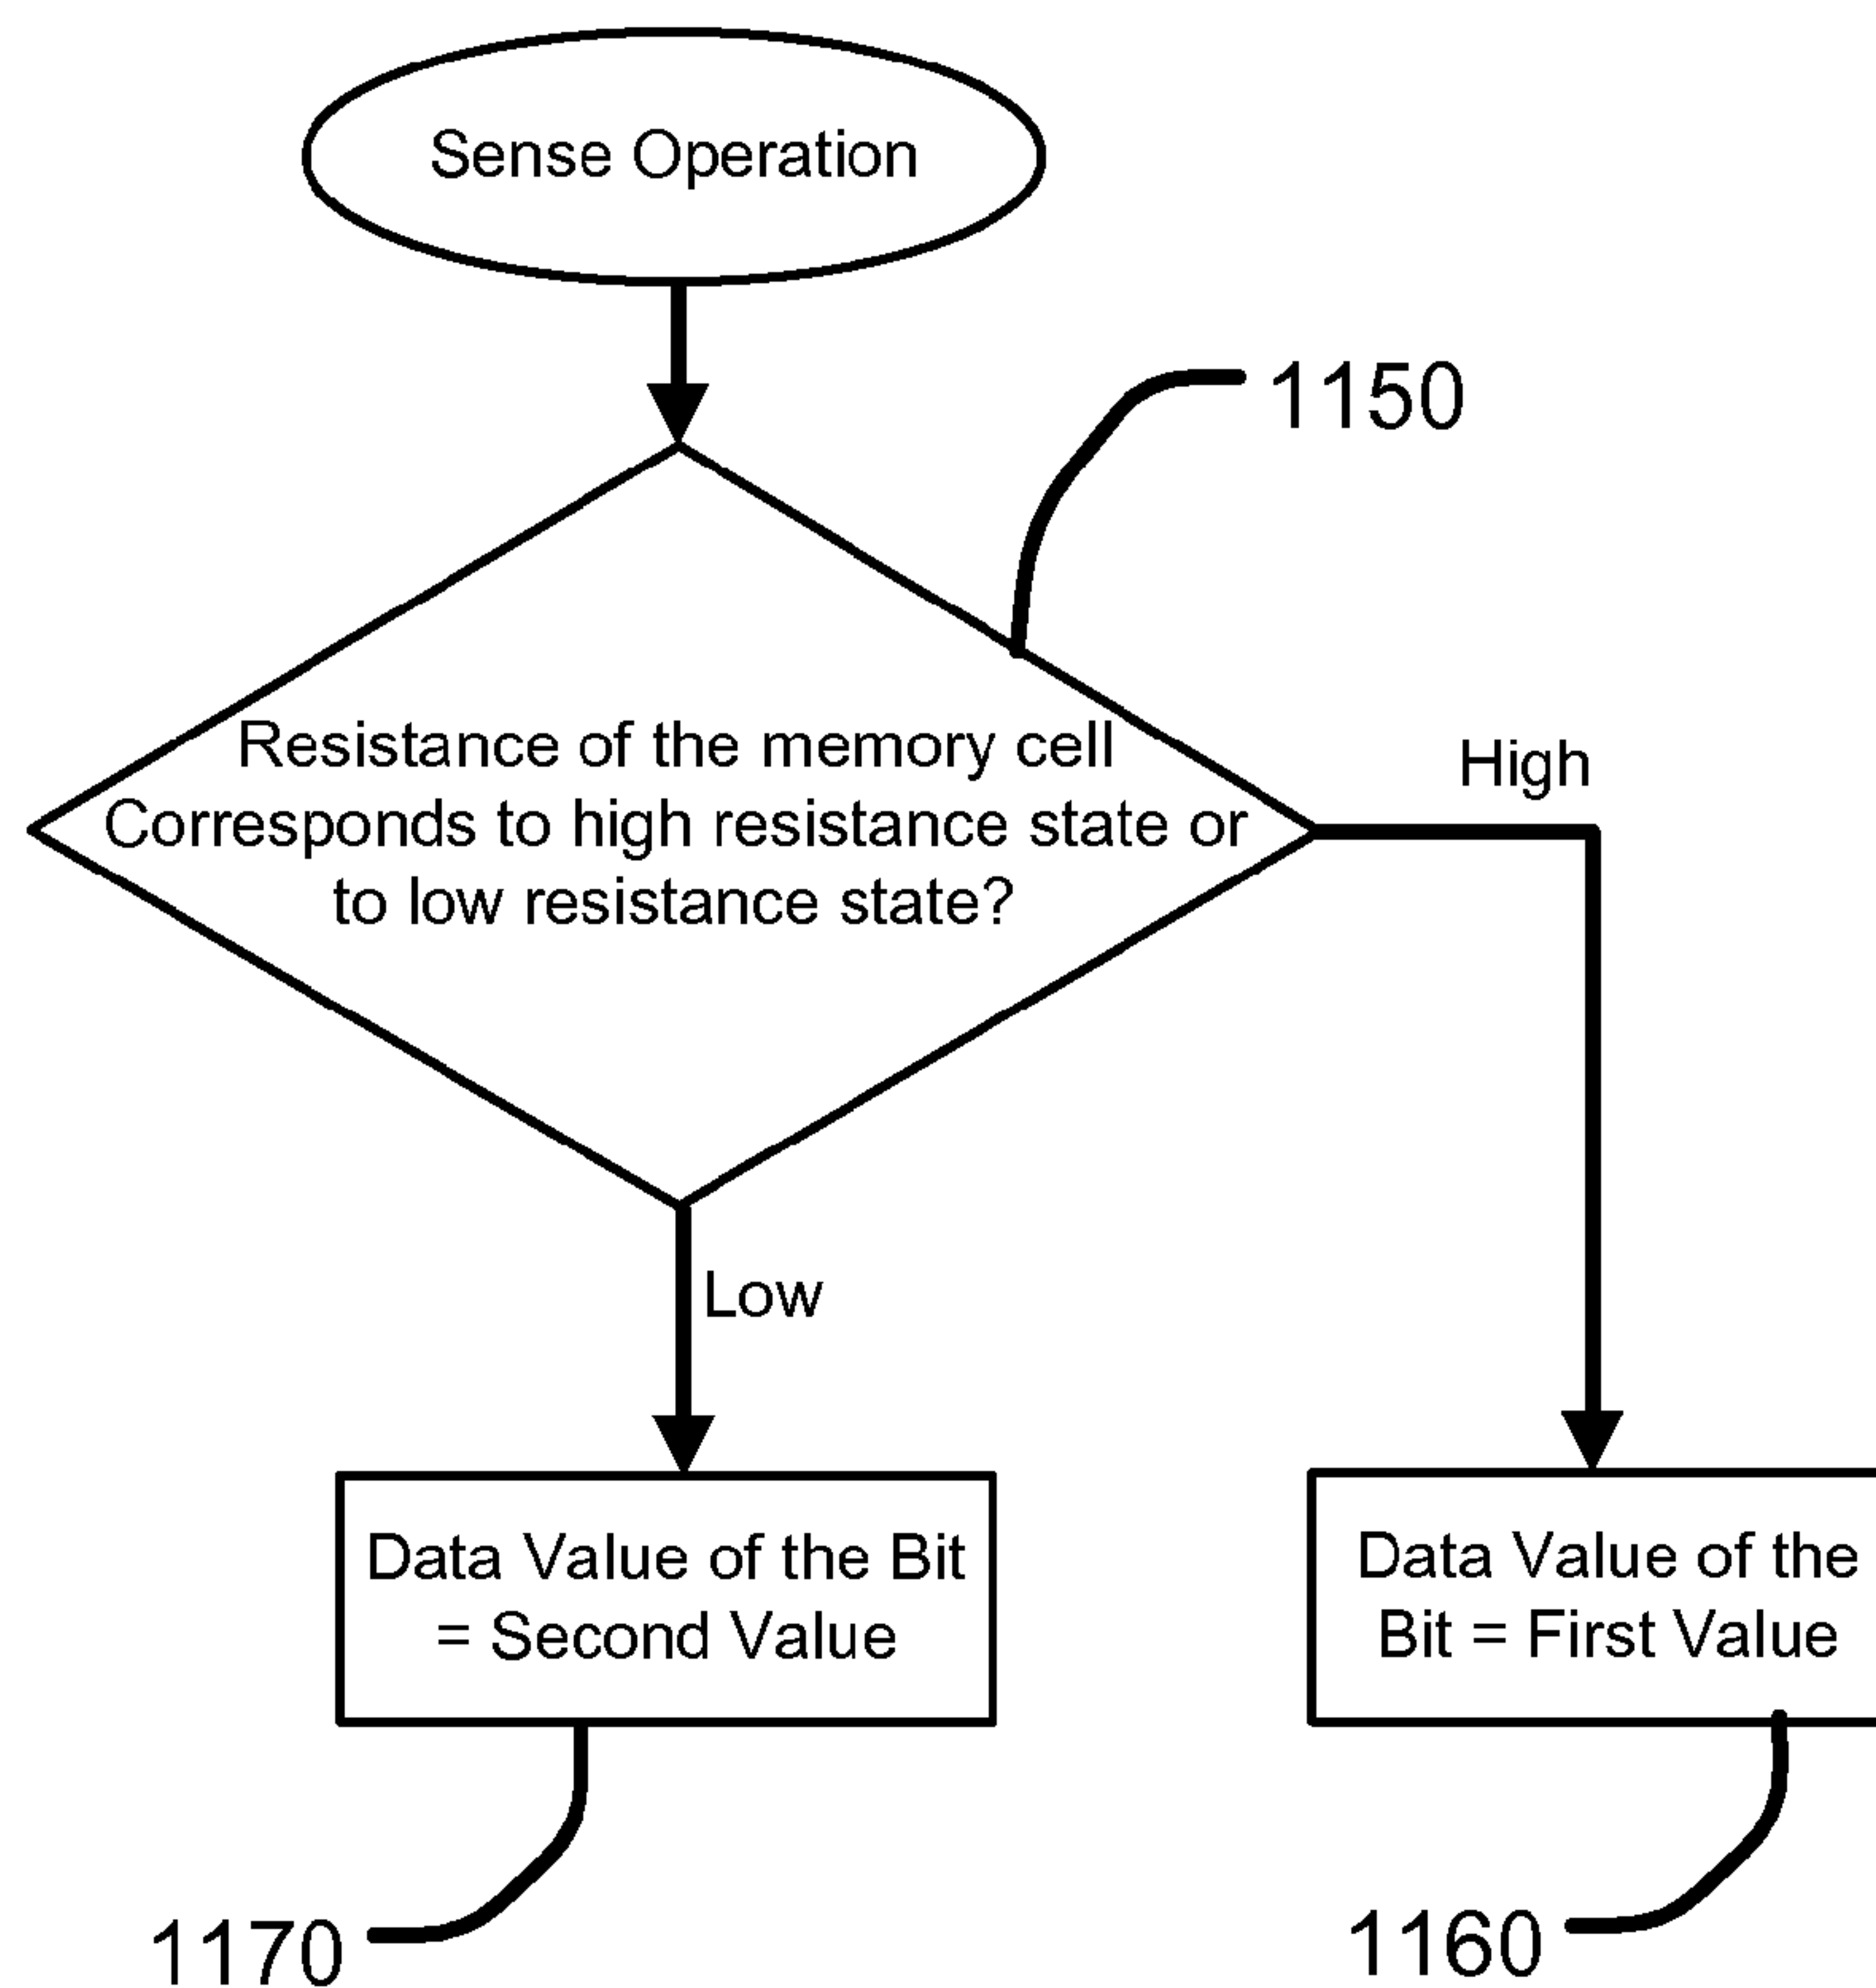 Sense Operation
1150
Resistance of the memory cell
Corresponds to high resistance state or
to low resistance state?
High
Low
Data Value of the Bit
= Second Value
Data Value of the
Bit = First Value
1170
1160